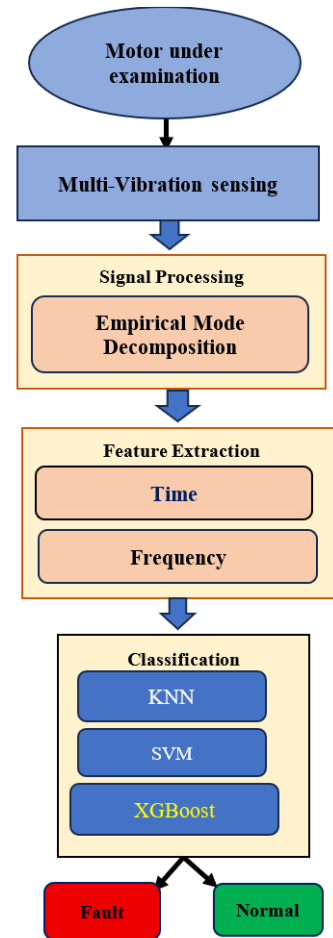 Motor under
examination
Multi-Vibration sensing
Signal Processing
Empirical Mode
Decomposition
Feature Extraction
Time
Frequency
Classification
KNN
SVM
XGBoost
Fault
Normal